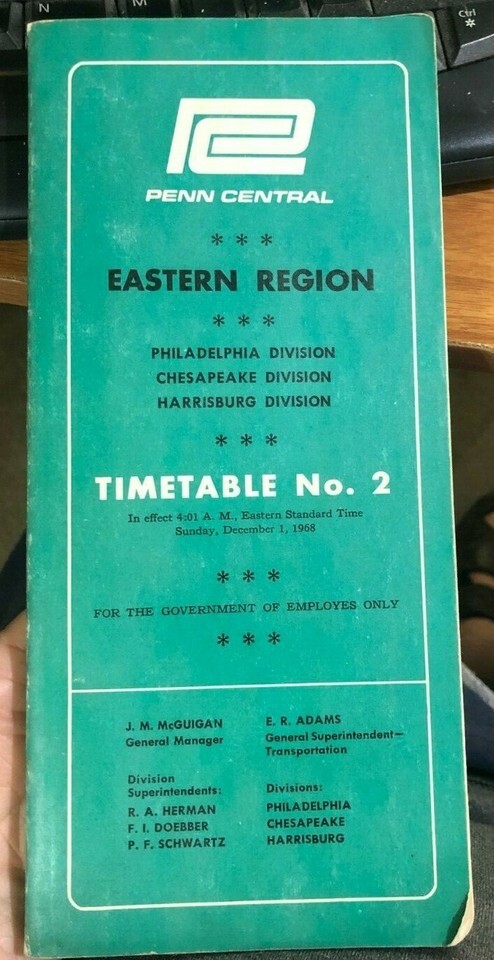 N
M
Ctrl
*
PENN CENTRAL
* * *
EASTERN REGION
* * *
PHILADELPHIA DIVISION
CHESAPEAKE DIVISION
HARRISBURG DIVISION
* * *
TIMETABLE No. 2
In effect 4:01 A. M., Eastern Standard Time
Sunday, December 1, 1968
* * *
FOR THE GOVERNMENT OF EMPLOYES ONLY
* * *
J. M. McGUIGAN
General Manager
E. R. ADAMS
General Superintendent—
Transportation
Division
Superintendents:
R. A. HERMAN
F. I. DOEBBER
P. F. SCHWARTZ
Divisions:
PHILADELPHIA
CHESAPEAKE
HARRISBURG